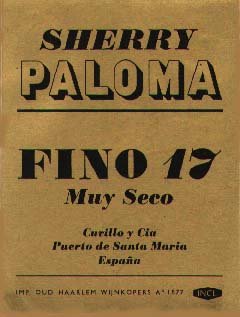 SHERRY
PALOMA
FINO 17
Muy Seco
Curillo y Cia
Puerto de Santa Maria
España
IMP. OUD HAARLEM WIJNKOPERS Aº 1877 INCL